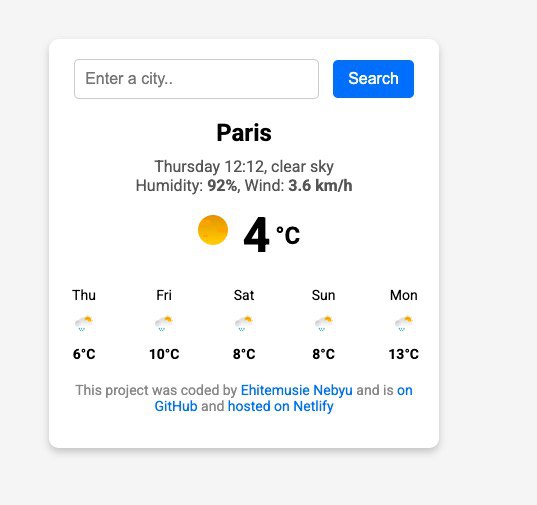 Enter a city.. Search
Paris
Thursday 12:12, clear sky
Humidity: 92%, Wind: 3.6 km/h
4 °C
Thu Fri Sat Sun Mon
6°C 10°C 8°C 8°C 13°C
This project was coded by Ehitemusie Nebyu and is on
GitHub and hosted on Netlify